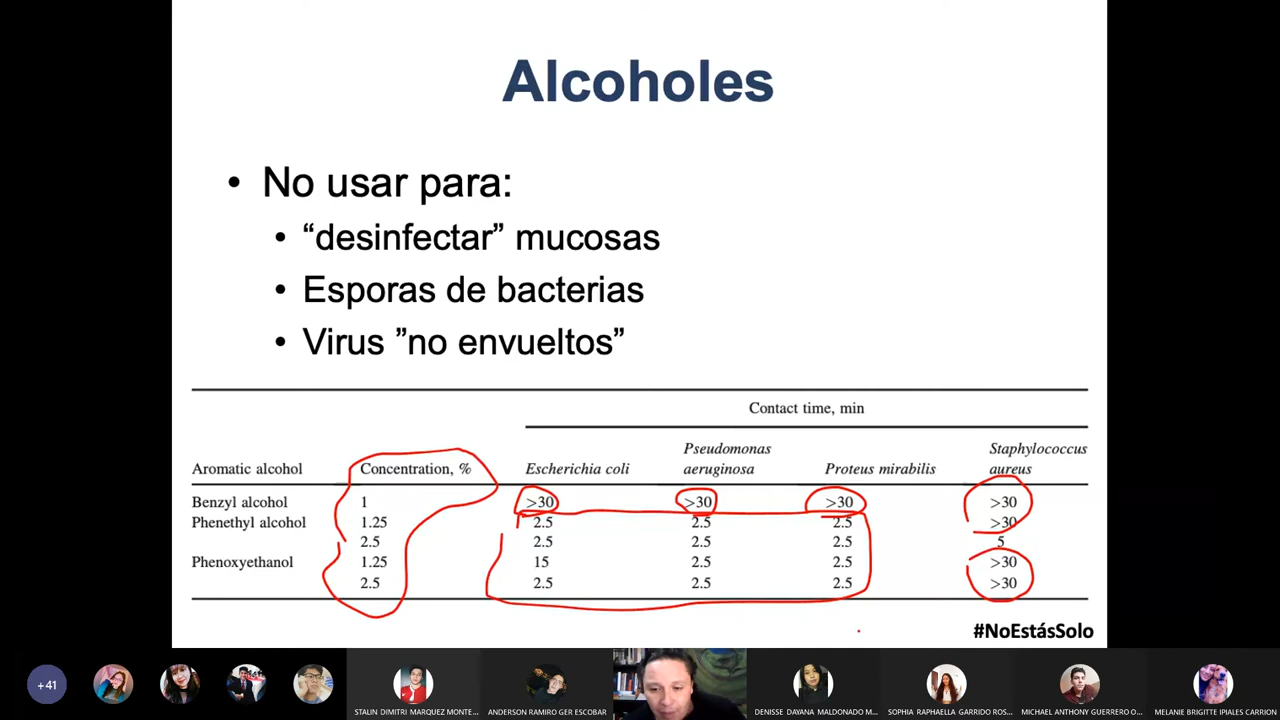 Alcoholes
• No usar para:
• “desinfectar” mucosas
• Esporas de bacterias
• Virus ”no envueltos”
Contact time, min
Aromatic alcohol Concentration, % Escherichia coli Pseudomonas aeruginosa Proteus mirabilis Staphylococcus aureus
Benzyl alcohol 1 >30 >30 >30 >30
Phenethyl alcohol 1.25 2.5 2.5 2.5 >30
2.5 2.5 2.5 2.5 5
Phenoxyethanol 1.25 15 2.5 2.5 >30
2.5 2.5 2.5 2.5 >30
#NoEstásSolo
+41
STALIN DIMITRI MARQUEZ MONTE...
ANDERSON RAMIRO GER ESCOBAR
DENISSE DAYANA MALDONADO M...
SOPHIA RAPHAELLA GARRIDO ROS...
MICHAEL ANTHONY GUERRERO O...
MELANIE BRIGITTE IPIALES CARRION